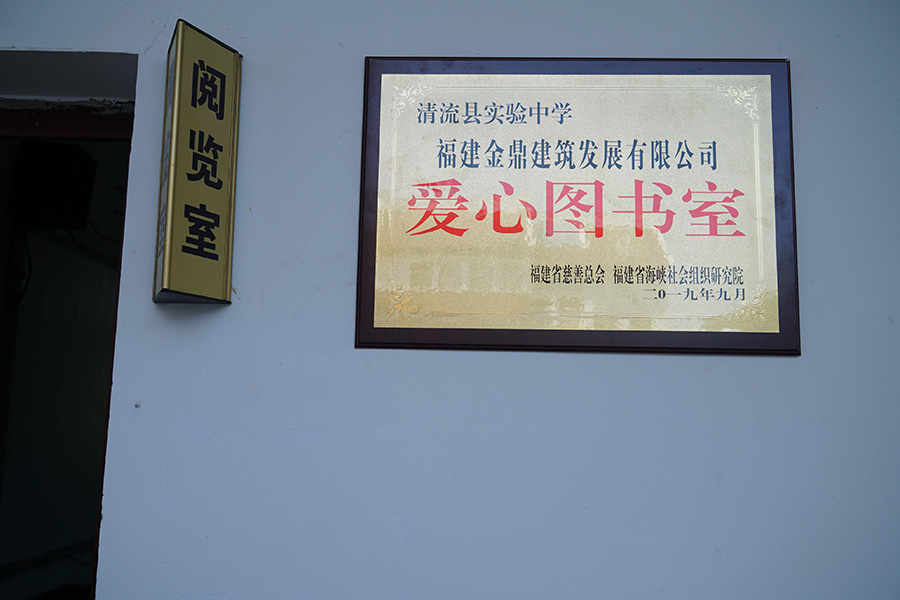 阅览室
清流县实验中学
福建金鼎建筑发展有限公司
爱心图书室
福建省慈善总会 福建省海峡社会组织研究院
二0一九年九月